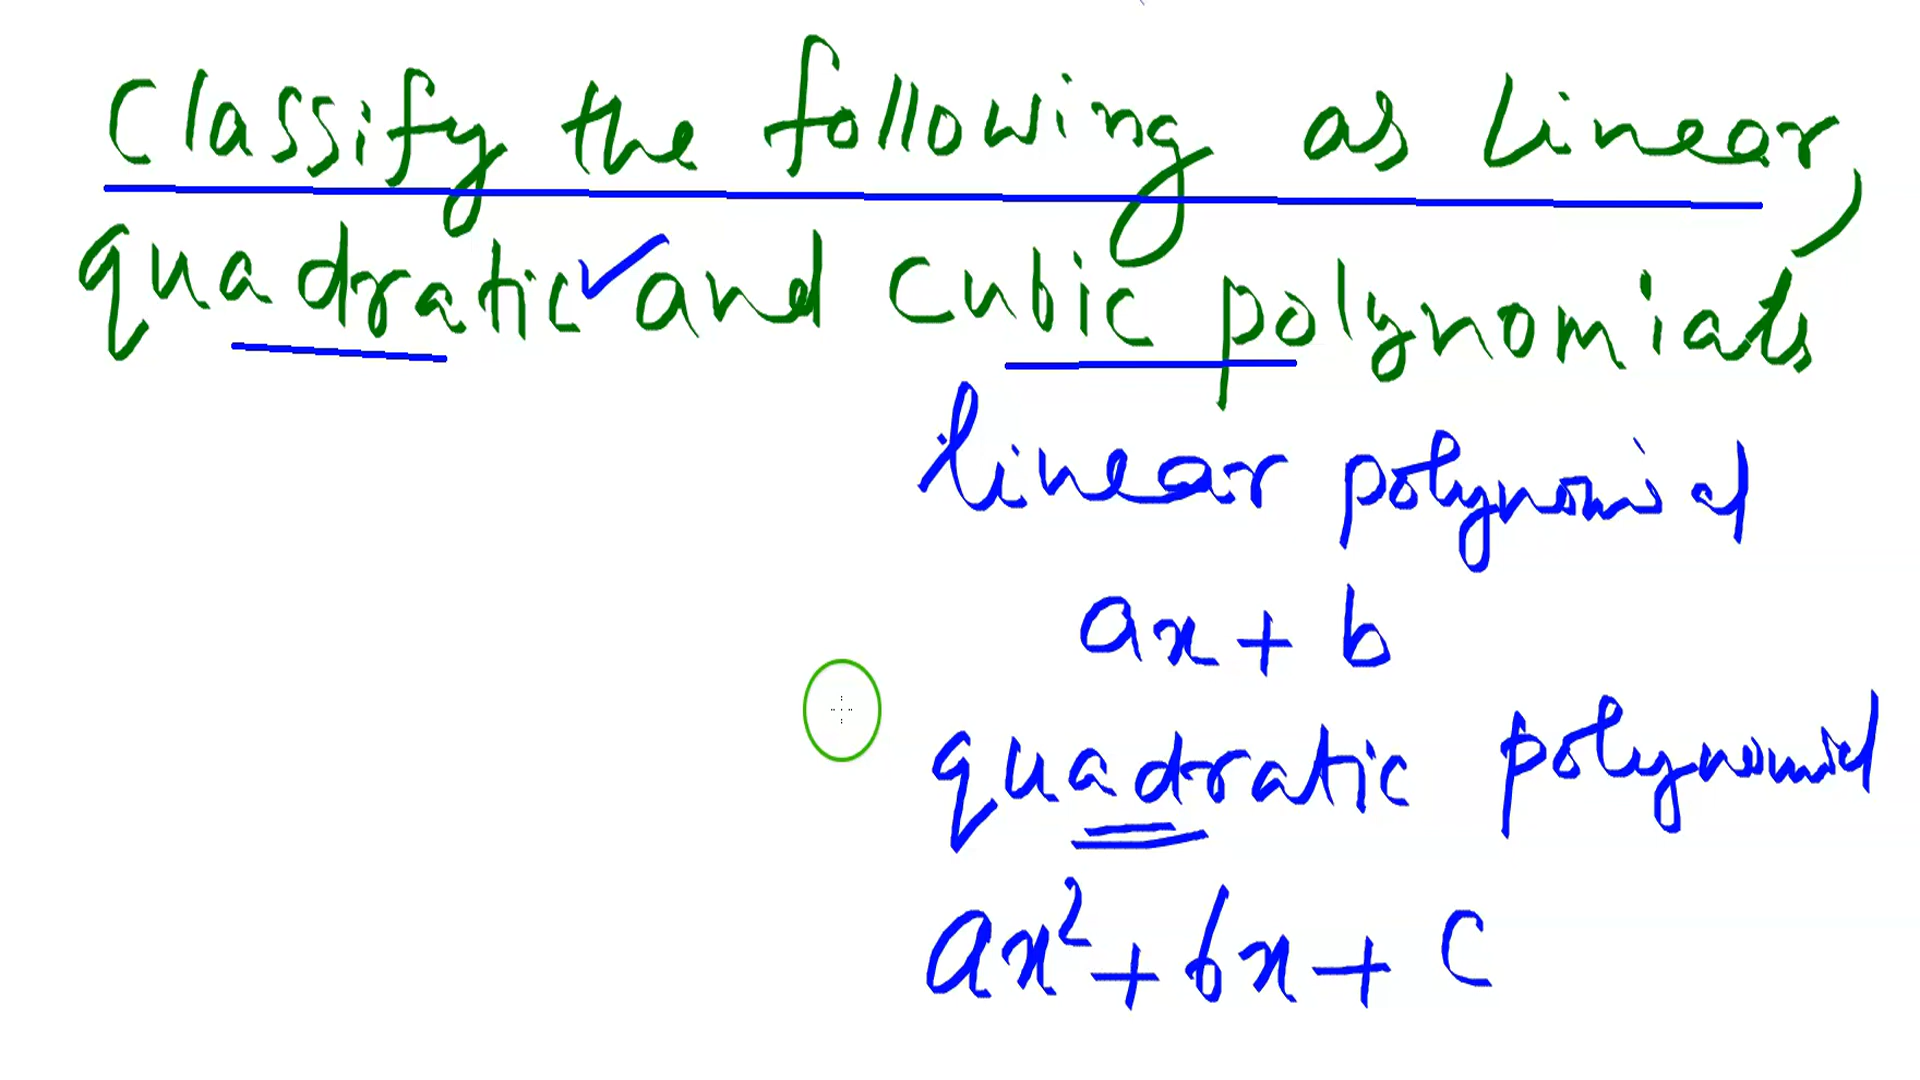 Classify the following as linear,
quadratic and cubic polynomials
linear polynomial
ax + b
quadratic polynomial
ax² + bx + c